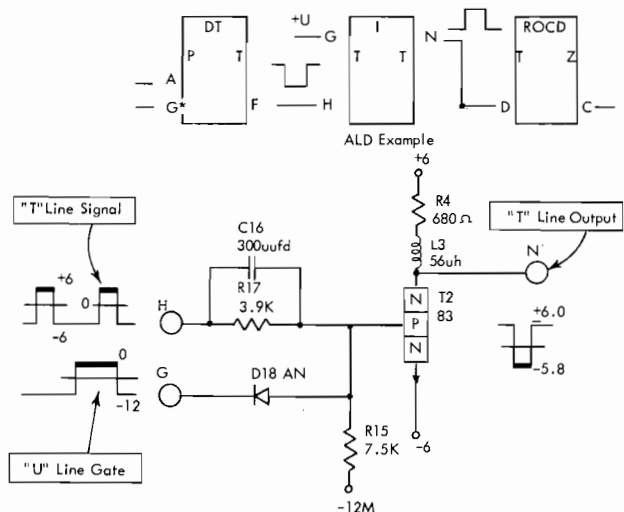 DT
I
ROCD
+U
G
N
P
T
T
T
T
Z
A
G*
F
H
D
C
ALD Example
+6
"T" Line Signal
R4
680 Ω
"T" Line Output
C16
300uufd
L3
56uh
N'
+6
0
-6
H
R17
3.9K
N
P
N
T2
83
+6.0
-5.8
0
-12
G
D18 AN
R15
7.5K
-6
"U" Line Gate
-12M